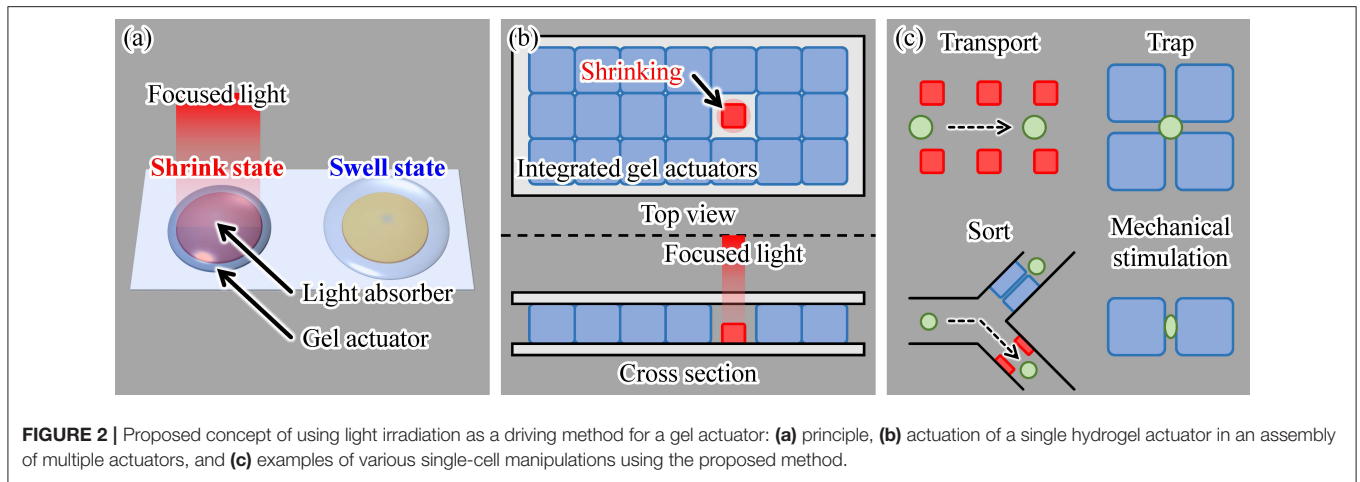 (a)
Focused light
Shrink state
Swell state
Light absorber
Gel actuator
(b)
Shrinking
Integrated gel actuators
Top view
Focused light
Cross section
(c)
Transport
Trap
Sort
Mechanical
stimulation
FIGURE 2 | Proposed concept of using light irradiation as a driving method for a gel actuator: (a) principle, (b) actuation of a single hydrogel actuator in an assembly
of multiple actuators, and (c) examples of various single-cell manipulations using the proposed method.